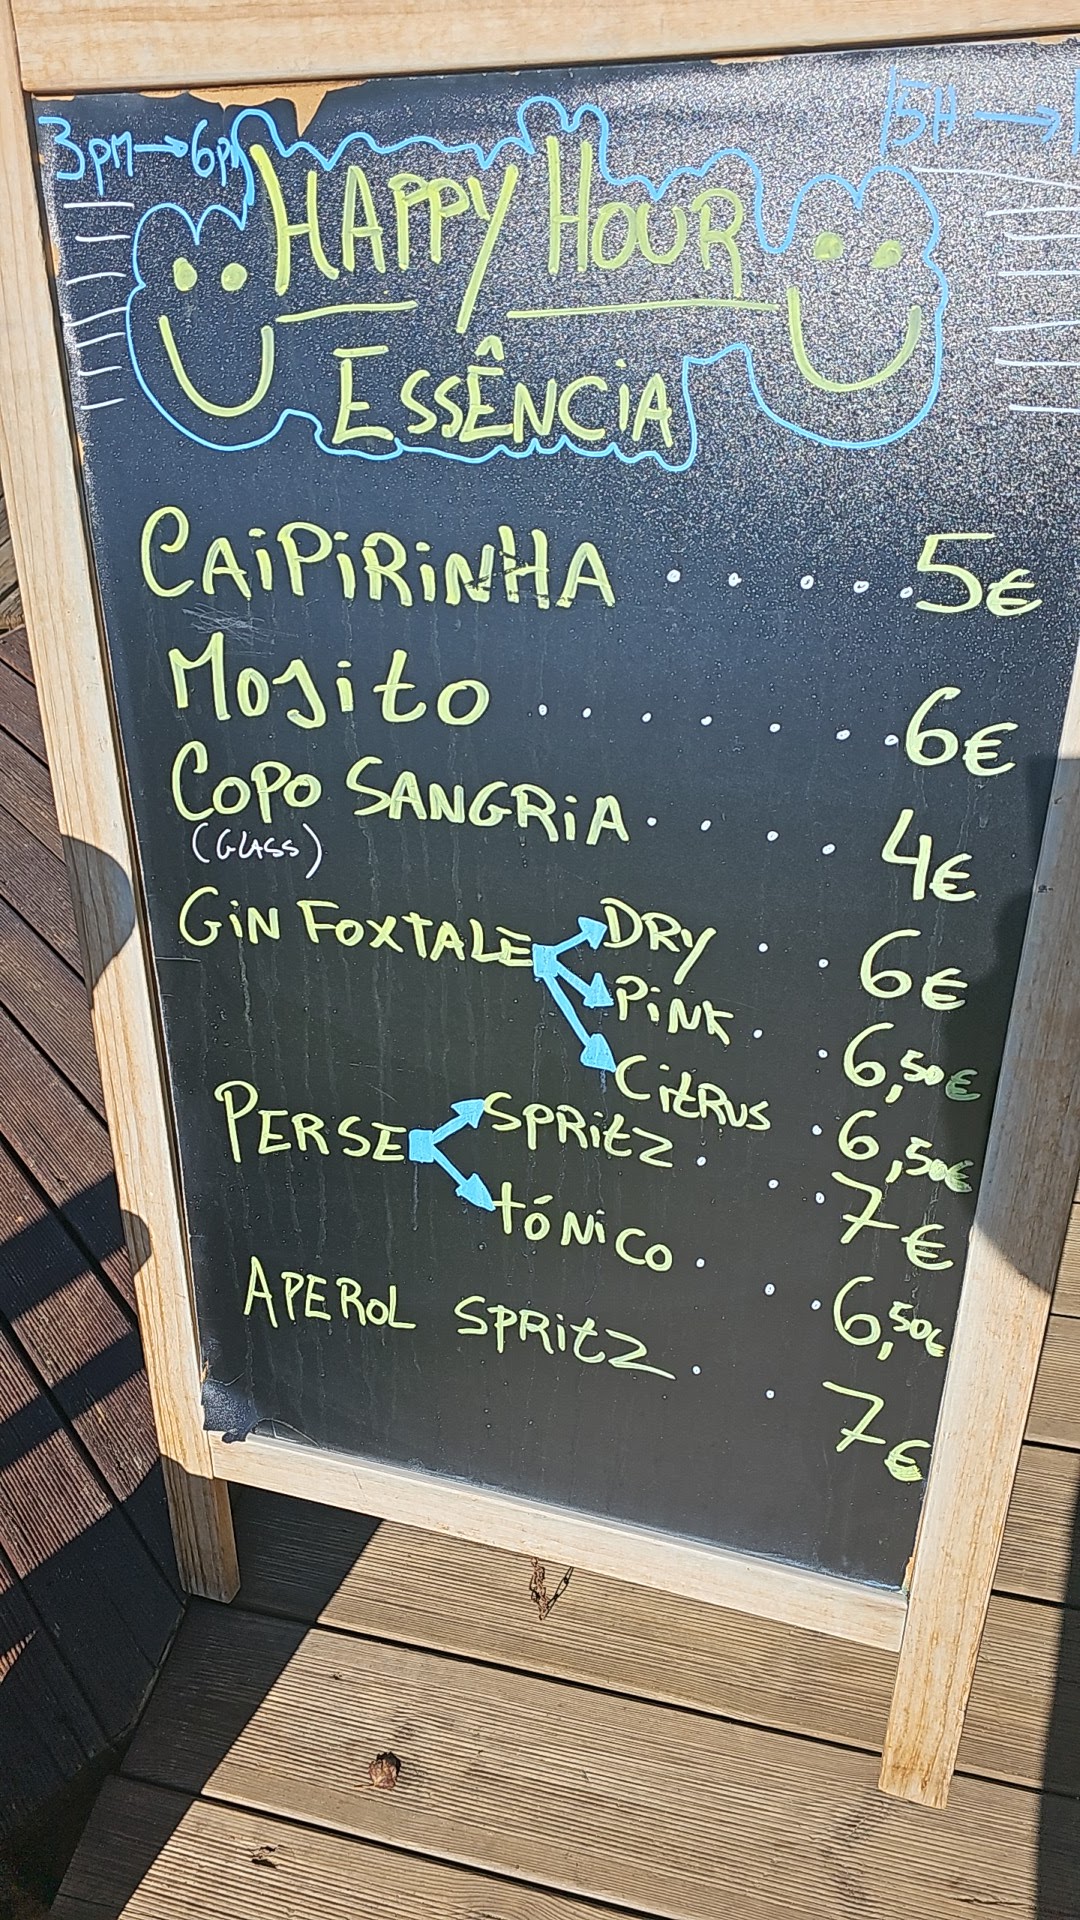 3PM → 6PM
15H →
HAPPY HOUR
ESSÊNCIA
CAIPIRINHA . . . . . 5€
MOJITO . . . . . . . 6€
COPO SANGRIA . . . . 4€
(GLASS)
GIN FOXTALE → DRY . . 6€
→ PINK . . 6,50€
→ CITRUS . 6,50€
PERSE → SPRITZ . . . 7€
→ TÓNICO . . . 6,50€
APEROL SPRITZ . . 7€